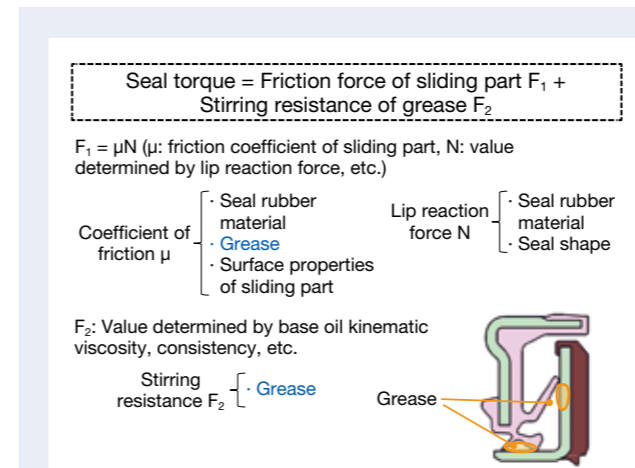 Seal torque = Friction force of sliding part F₁ +
Stirring resistance of grease F₂
F₁ = μN (μ: friction coefficient of sliding part, N: value
determined by lip reaction force, etc.)
Coefficient of
friction μ
· Seal rubber
material
· Grease
· Surface properties
of sliding part
Lip reaction
force N
· Seal rubber
material
· Seal shape
F₂: Value determined by base oil kinematic
viscosity, consistency, etc.
Stirring
resistance F₂
· Grease
Grease